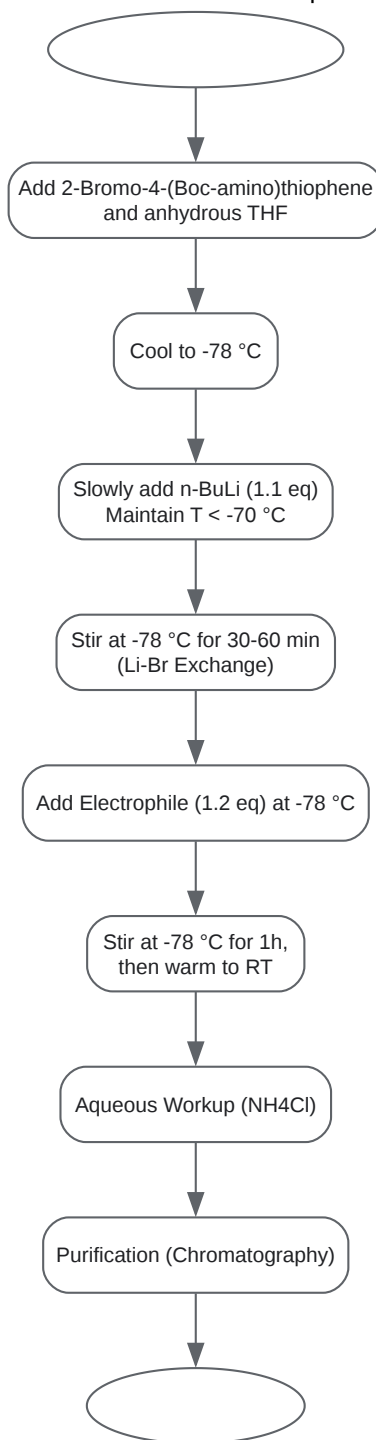 Add 2-Bromo-4-(Boc-amino)thiophene
and anhydrous THF
Cool to -78 °C
Slowly add n-BuLi (1.1 eq)
Maintain T < -70 °C
Stir at -78 °C for 30-60 min
(Li-Br Exchange)
Add Electrophile (1.2 eq) at -78 °C
Stir at -78 °C for 1h,
then warm to RT
Aqueous Workup (NH4Cl)
Purification (Chromatography)